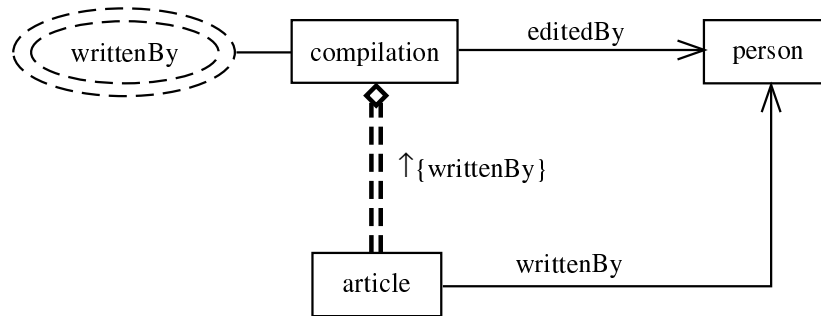 writtenBy
compilation
editedBy
person
↑{writtenBy}
article
writtenBy